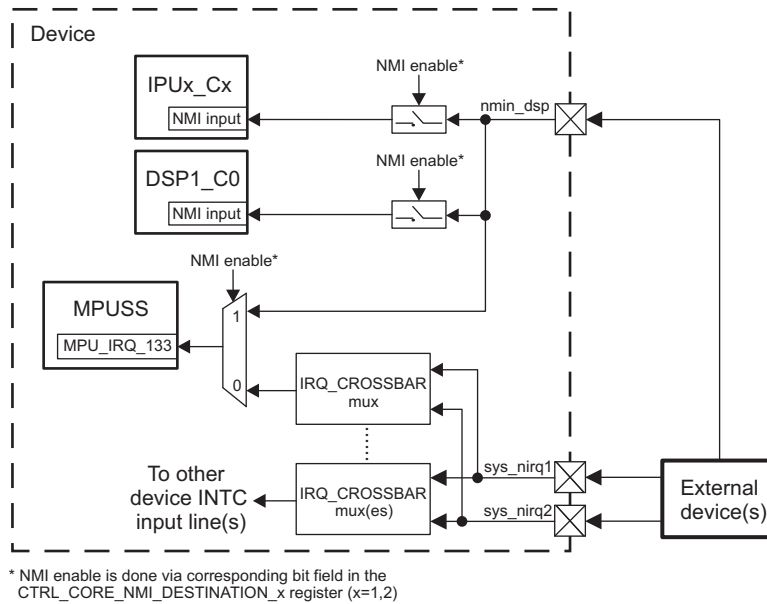 Device
IPUx_Cx
NMI input
NMI enable*
nmin_dsp
DSP1_C0
NMI input
NMI enable*
NMI enable*
MPUSS
MPU_IRQ_133
1
0
IRQ_CROSSBAR
mux
To other
device INTC
input line(s)
IRQ_CROSSBAR
mux(es)
sys_nirq1
sys_nirq2
External
device(s)
* NMI enable is done via corresponding bit field in the
CTRL_CORE_NMI_DESTINATION_x register (x=1,2)